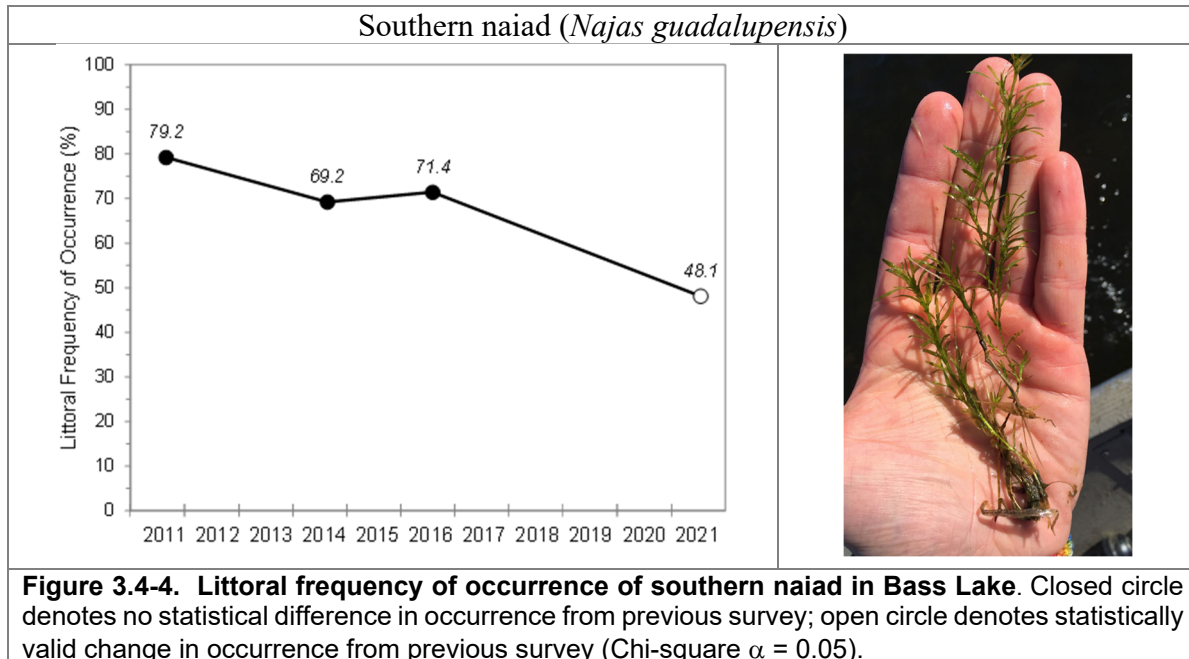 Southern naiad (Najas guadalupensis)
Littoral Frequency of Occurrence (%)
100
90
80
70
60
50
40
30
20
10
0
79.2
69.2
71.4
48.1
2011 2012 2013 2014 2015 2016 2017 2018 2019 2020 2021
Figure 3.4-4. Littoral frequency of occurrence of southern naiad in Bass Lake. Closed circle
denotes no statistical difference in occurrence from previous survey; open circle denotes statistically
valid change in occurrence from previous survey (Chi-square α = 0.05).